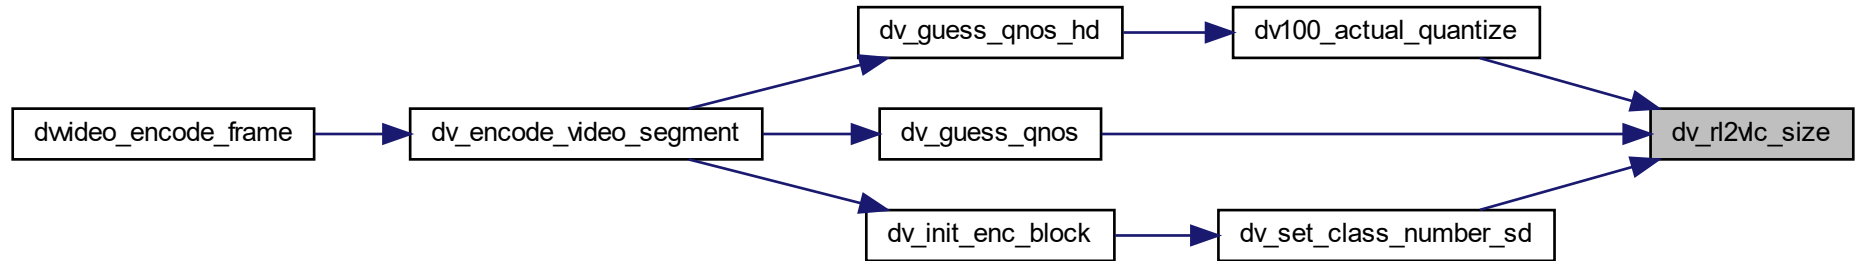 dv_guess_qnos_hd
dv100_actual_quantize
dvvideo_encode_frame
dv_encode_video_segment
dv_guess_qnos
dv_rl2vlc_size
dv_init_enc_block
dv_set_class_number_sd